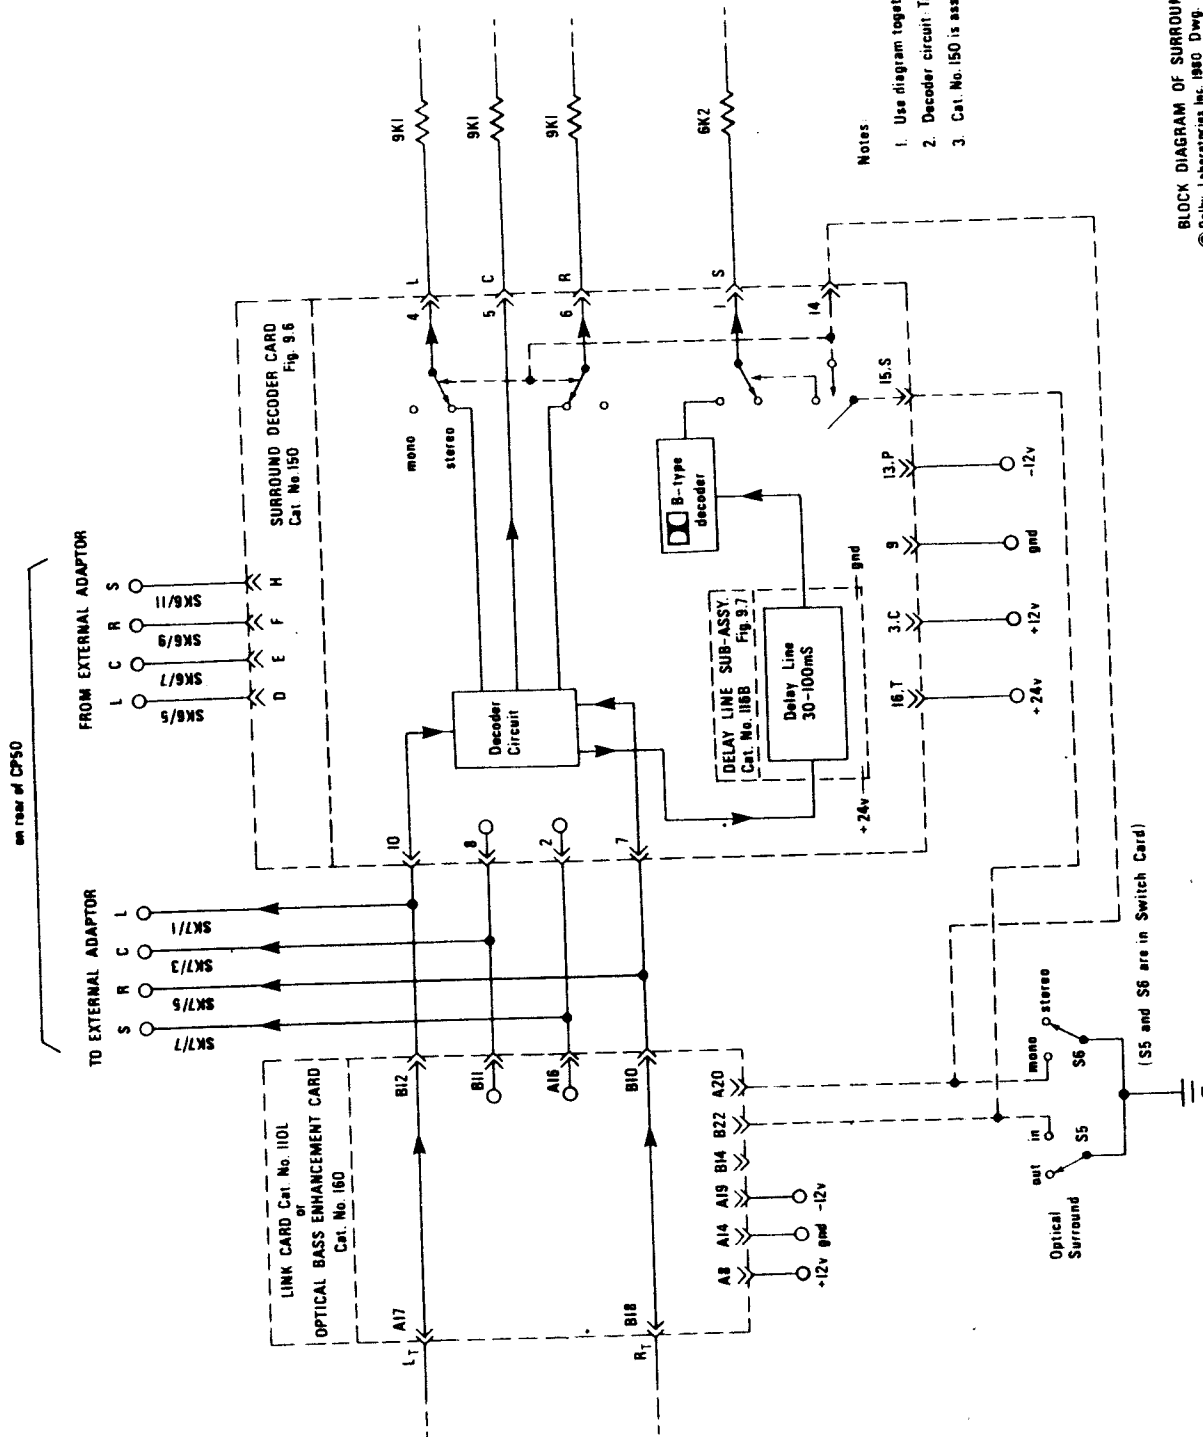 on rear of CP50
TO EXTERNAL ADAPTOR
S R C L
SK7/7
SK7/5
SK7/3
SK7/1
FROM EXTERNAL ADAPTOR
L C R S
SK6/5
SK6/7
SK6/9
SK6/11
D E F H
LINK CARD Cat. No. 110L
or
OPTICAL BASS ENHANCEMENT CARD
Cat. No. 160
SURROUND DECODER CARD
Cat. No. 150 Fig. 9.6
LT
A17
B12
10
B11
8
A16
2
RT
B18
B10
7
mono
stereo
4
L
9K1
5
C
9K1
6
R
9K1
Decoder
Circuit
B-type
decoder
1
S
6K2
14
DELAY LINE SUB-ASSY.
Cat. No. 116B Fig. 9.7
Delay Line
30-100mS
+24v
gnd
A8 A14 A19 B14 B22 A20
+12v gnd -12v
16.T
3.C
9
13.P
15.S
+24v
+12v
gnd
-12v
Optical
Surround
out in
S5
mono stereo
S6
(S5 and S6 are in Switch Card)
Notes:
1. Use diagram
2. Decoder circuit
3. Cat. No. 150 is
BLOCK DIAGRAM OF
© Dolby Laboratories Inc. 1980 Dwg.